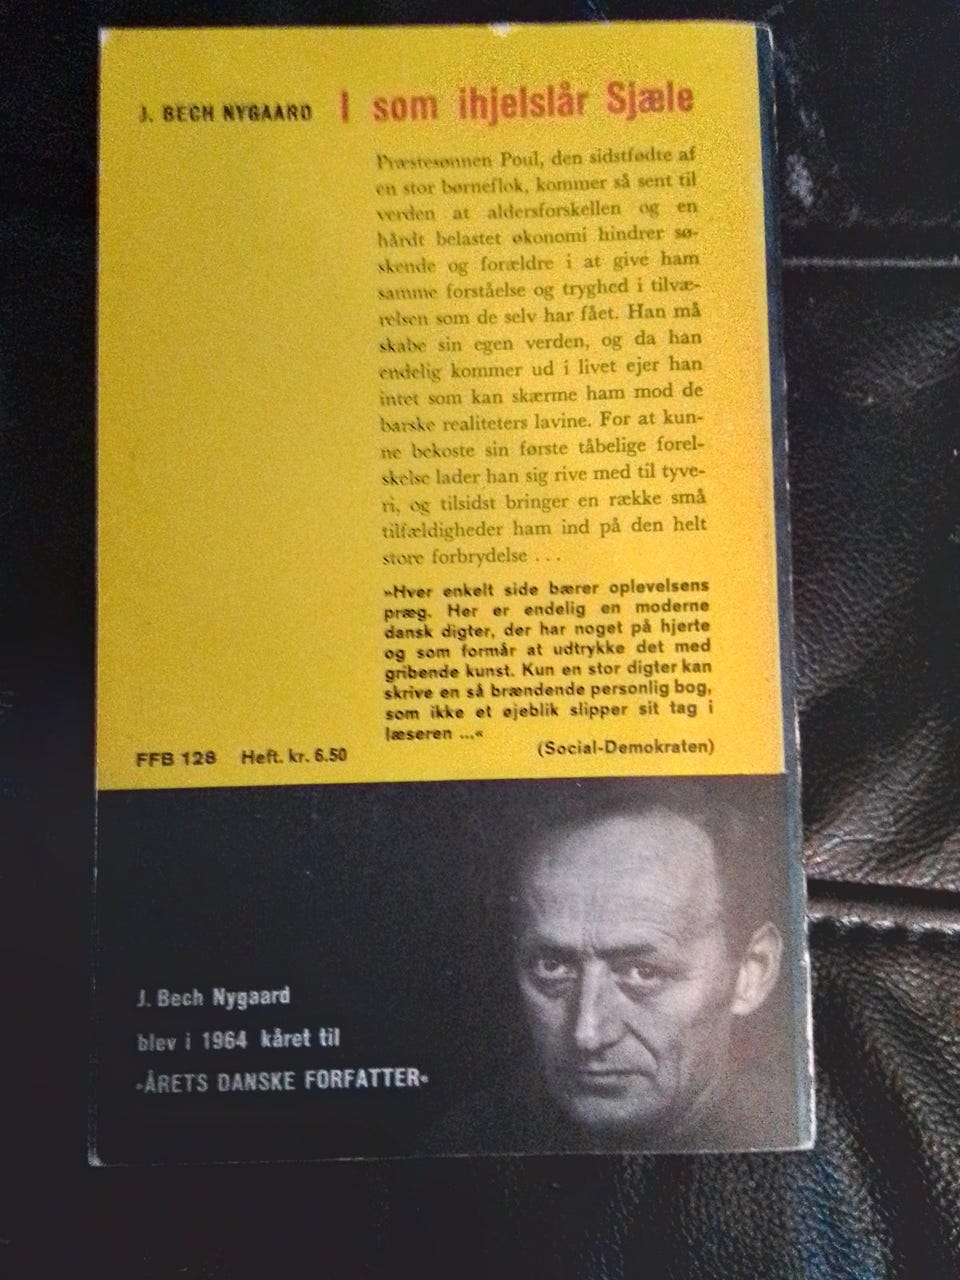 J. BECH NYGAARD I som ihjelslår Sjæle
Præstesønnen Poul, den sidstfødte af
en stor børneflok, kommer så sent til
verden at aldersforskellen og en
hårdt belastet økonomi hindrer sø-
skende og forældre i at give ham
samme forståelse og tryghed i tilvæ-
relsen som de selv har fået. Han må
skabe sin egen verden, og da han
endelig kommer ud i livet ejer han
intet som kan skærme ham mod de
barske realiteters lavine. For at kun-
ne bekoste sin første tåbelige forel-
skelse lader han sig rive med til tyve-
ri, og tilsidst bringer en række små
tilfældigheder ham ind på den helt
store forbrydelse . . .
»Hver enkelt side bærer oplevelsens
præg. Her er endelig en moderne
dansk digter, der har noget på hjerte
og som formår at udtrykke det med
gribende kunst. Kun en stor digter kan
skrive en så brændende personlig bog,
som ikke et øjeblik slipper sit tag i
læseren ...«
(Social-Demokraten)
FFB 128 Heft. kr. 6.50
J. Bech Nygaard
blev i 1964 kåret til
»ÅRETS DANSKE FORFATTER«